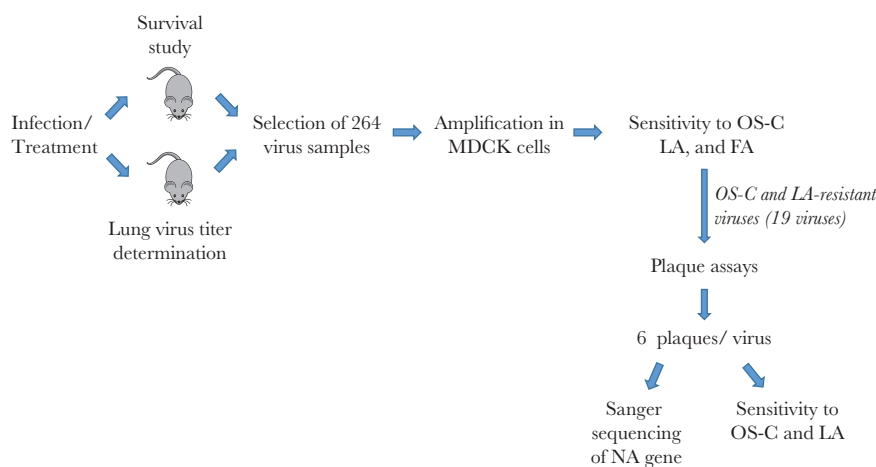 Survival
study
Infection/
Treatment
Lung virus titer
determination
Selection of 264
virus samples
Amplification in
MDCK cells
Sensitivity to OS-C
LA, and FA
OS-C and LA-resistant
viruses (19 viruses)
Plaque assays
6 plaques/ virus
Sanger
sequencing
of NA gene
Sensitivity to
OS-C and LA